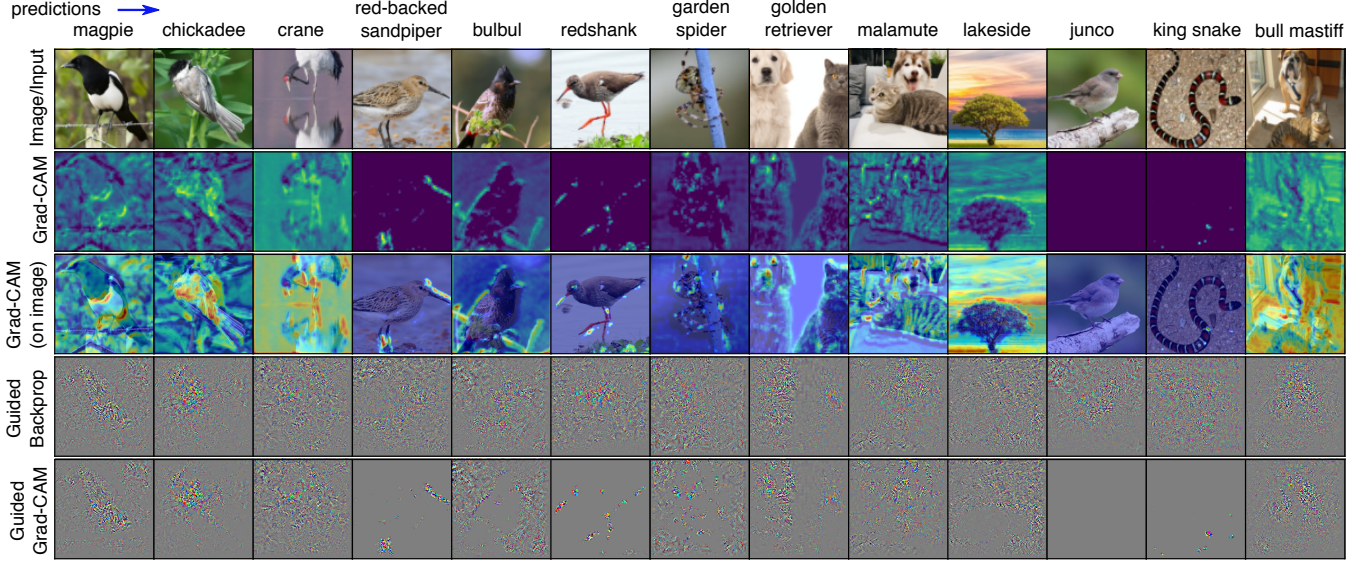 predictions
magpie chickadee crane red-backed sandpiper bulbul redshank garden spider golden retriever malamute lakeside junco king snake bull mastiff
Image/Input
Grad-CAM
Grad-CAM
(on image)
Guided
Backprop
Guided
Grad-CAM